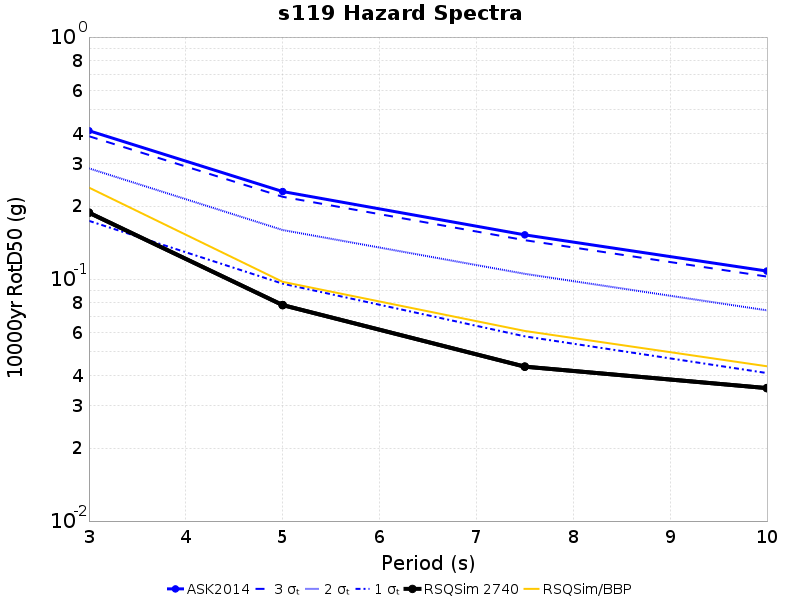 s119 Hazard Spectra
10000yr RotD50 (g)
10⁰
8
6
4
3
2
10⁻¹
8
6
4
3
2
10⁻²
3 4 5 6 7 8 9 10
Period (s)
ASK2014 3 σₜ 2 σₜ 1 σₜ RSQSim 2740 RSQSim/BBP